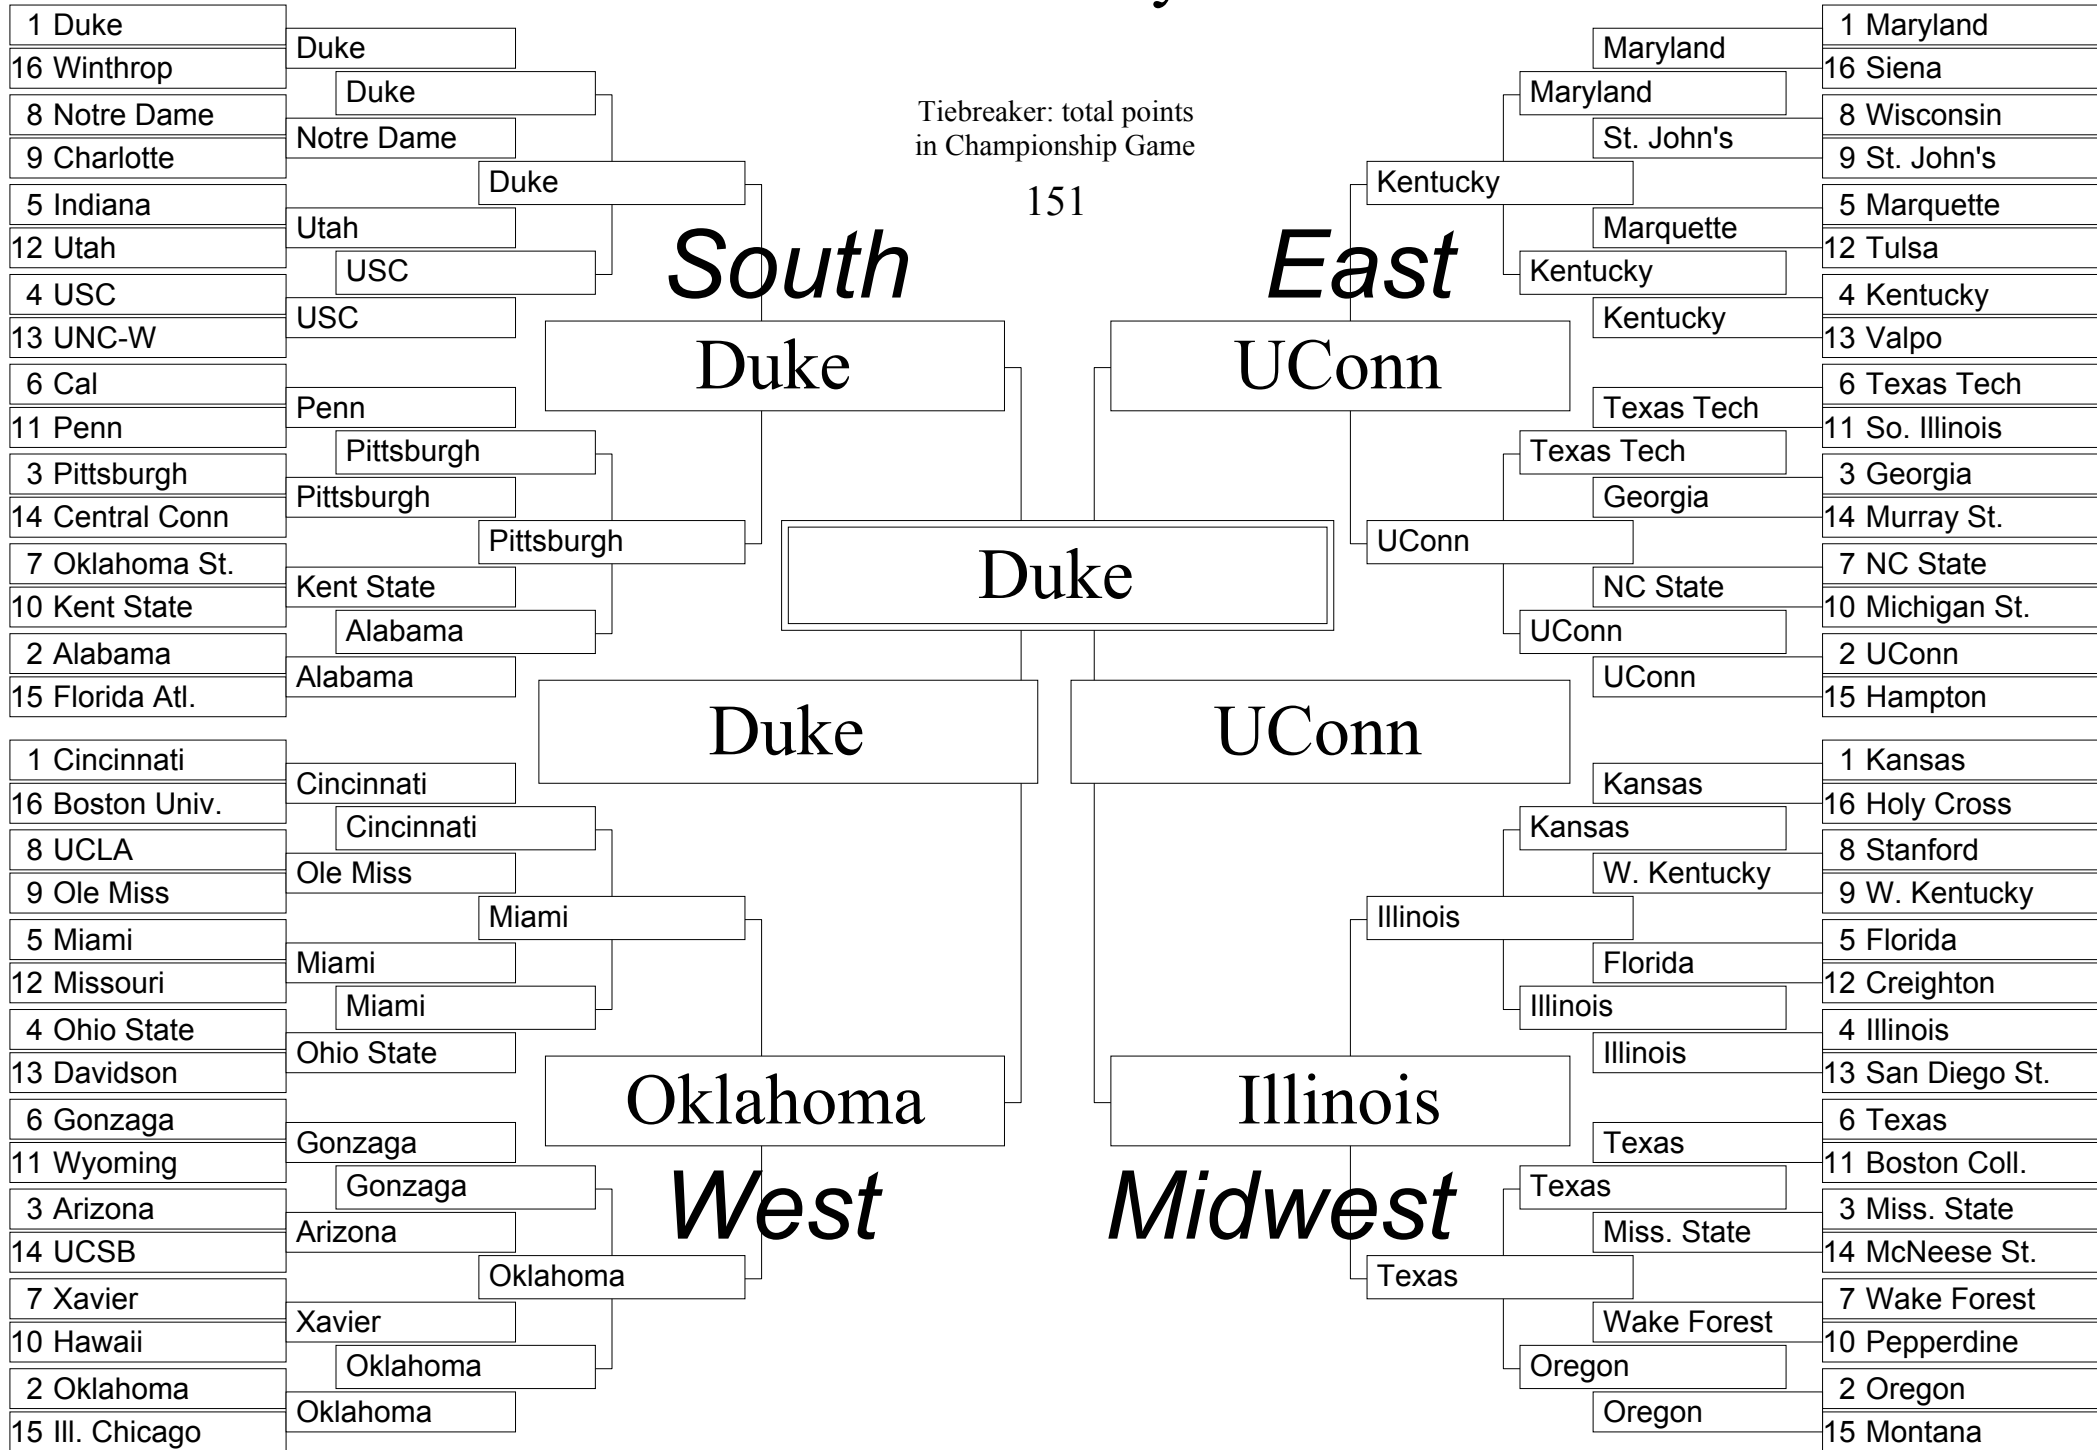 1 Duke
16 Winthrop
8 Notre Dame
9 Charlotte
5 Indiana
12 Utah
4 USC
13 UNC-W
6 Cal
11 Penn
3 Pittsburgh
14 Central Conn
7 Oklahoma St.
10 Kent State
2 Alabama
15 Florida Atl.
Duke
Notre Dame
Utah
USC
Penn
Pittsburgh
Kent State
Alabama
Duke
USC
Pittsburgh
Alabama
Duke
Pittsburgh
South
Duke
1 Cincinnati
16 Boston Univ.
8 UCLA
9 Ole Miss
5 Miami
12 Missouri
4 Ohio State
13 Davidson
6 Gonzaga
11 Wyoming
3 Arizona
14 UCSB
7 Xavier
10 Hawaii
2 Oklahoma
15 Ill. Chicago
Cincinnati
Ole Miss
Miami
Ohio State
Gonzaga
Arizona
Xavier
Oklahoma
Cincinnati
Miami
Gonzaga
Oklahoma
Miami
Oklahoma
Oklahoma
West
Tiebreaker: total points
in Championship Game
151
Duke
Duke
UConn
East
UConn
Kentucky
UConn
Maryland
Kentucky
Texas Tech
UConn
Maryland
St. John's
Marquette
Kentucky
Texas Tech
Georgia
NC State
UConn
1 Maryland
16 Siena
8 Wisconsin
9 St. John's
5 Marquette
12 Tulsa
4 Kentucky
13 Valpo
6 Texas Tech
11 So. Illinois
3 Georgia
14 Murray St.
7 NC State
10 Michigan St.
2 UConn
15 Hampton
Illinois
Midwest
Illinois
Texas
Kansas
Illinois
Texas
Oregon
Kansas
W. Kentucky
Florida
Illinois
Texas
Miss. State
Wake Forest
Oregon
1 Kansas
16 Holy Cross
8 Stanford
9 W. Kentucky
5 Florida
12 Creighton
4 Illinois
13 San Diego St.
6 Texas
11 Boston Coll.
3 Miss. State
14 McNeese St.
7 Wake Forest
10 Pepperdine
2 Oregon
15 Montana